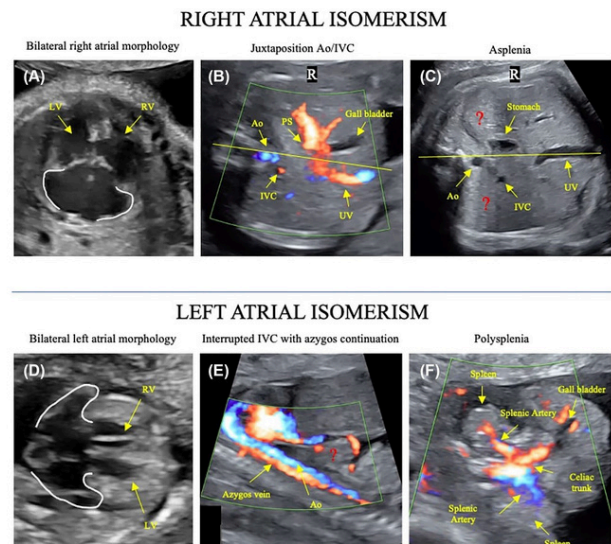 RIGHT ATRIAL ISOMERISM
Bilateral right atrial morphology
Juxtaposition Ao/IVC
Asplenia
(A)
LV
RV
(B)
R
Ao
PS
Gall bladder
IVC
UV
(C)
R
?
Stomach
Ao
?
IVC
UV
LEFT ATRIAL ISOMERISM
Bilateral left atrial morphology
Interrupted IVC with azygos continuation
Polysplenia
(D)
RV
LV
(E)
?
Azygos vein
Ao
(F)
Spleen
Gall bladder
Splenic Artery
Celiac
trunk
Splenic
Artery
Spleen